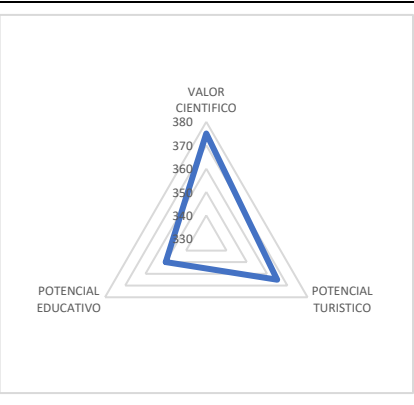 VALOR
CIENTIFICO
380
370
360
350
340
330
POTENCIAL
EDUCATIVO
POTENCIAL
TURISTICO